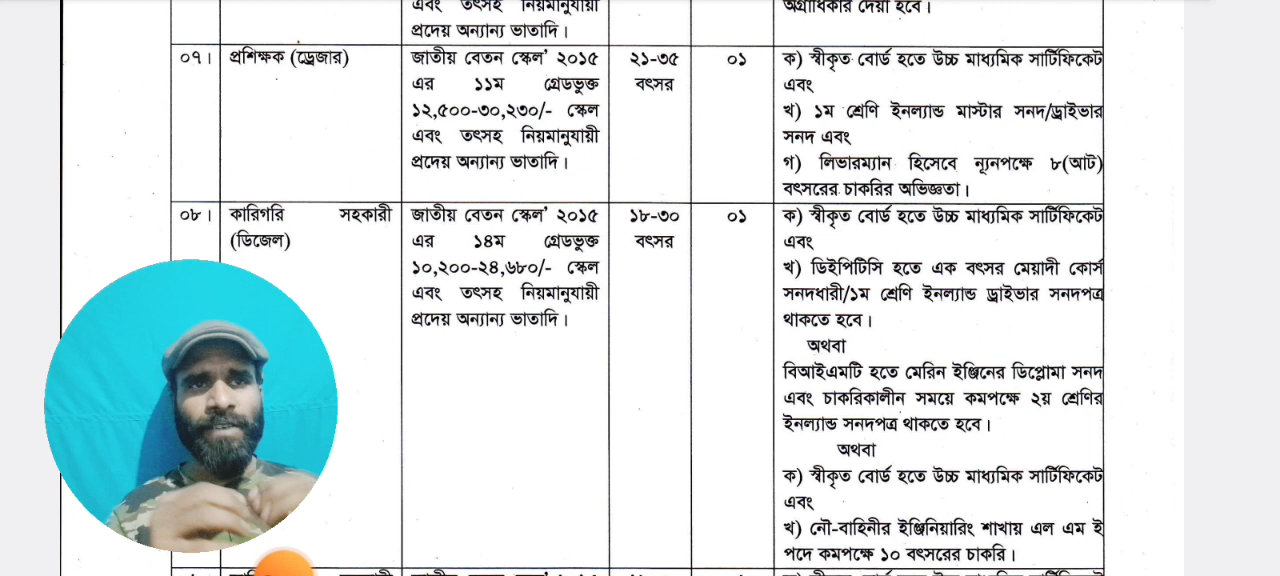 এবং তৎসহ নিয়মানুযায়ী
প্রদেয় অন্যান্য ভাতাদি।
অগ্রাধিকার দেয়া হবে।
০৭।
প্রশিক্ষক (ড্রেজার)
জাতীয় বেতন স্কেল’ ২০১৫
এর ১১ম গ্রেডভুক্ত
১২,৫০০-৩০,২৩০/- স্কেল
এবং তৎসহ নিয়মানুযায়ী
প্রদেয় অন্যান্য ভাতাদি।
২১-৩৫
বৎসর
০১
ক) স্বীকৃত বোর্ড হতে উচ্চ মাধ্যমিক সার্টিফিকেট
এবং
খ) ১ম শ্রেণি ইনল্যান্ড মাস্টার সনদ/ড্রাইভার
সনদ এবং
গ) লিভারম্যান হিসেবে ন্যূনপক্ষে ৮(আট)
বৎসরের চাকরির অভিজ্ঞতা।
০৮।
কারিগরি সহকারী
(ডিজেল)
জাতীয় বেতন স্কেল’ ২০১৫
এর ১৪ম গ্রেডভুক্ত
১০,২০০-২৪,৬৮০/- স্কেল
এবং তৎসহ নিয়মানুযায়ী
প্রদেয় অন্যান্য ভাতাদি।
১৮-৩০
বৎসর
০১
ক) স্বীকৃত বোর্ড হতে উচ্চ মাধ্যমিক সার্টিফিকেট
এবং
খ) ডিইপিটিসি হতে এক বৎসর মেয়াদী কোর্স
সনদধারী/১ম শ্রেণি ইনল্যান্ড ড্রাইভার সনদপত্র
থাকতে হবে।
অথবা
বিআইএমটি হতে মেরিন ইঞ্জিনের ডিপ্লোমা সনদ
এবং চাকরিকালীন সময়ে কমপক্ষে ২য় শ্রেণির
ইনল্যান্ড সনদপত্র থাকতে হবে।
অথবা
ক) স্বীকৃত বোর্ড হতে উচ্চ মাধ্যমিক সার্টিফিকেট
এবং
খ) নৌ-বাহিনীর ইঞ্জিনিয়ারিং শাখায় এল এম ই
পদে কমপক্ষে ১০ বৎসরের চাকরি।